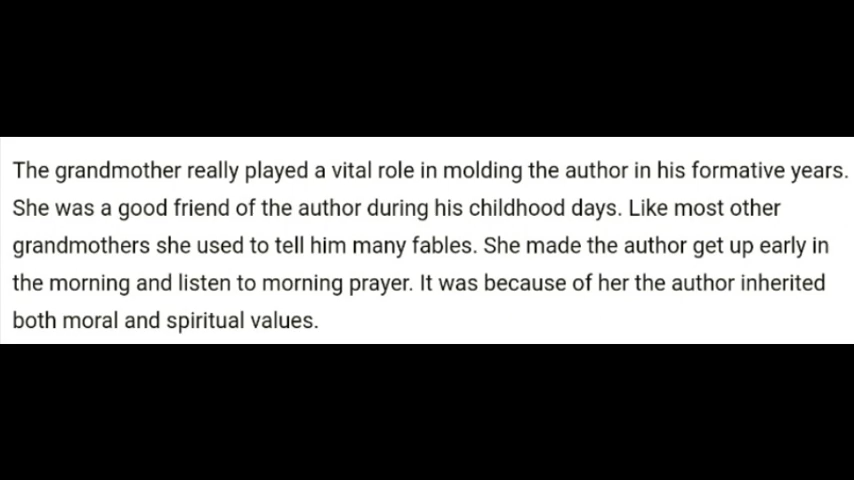 The grandmother really played a vital role in molding the author in his formative years.
She was a good friend of the author during his childhood days. Like most other
grandmothers she used to tell him many fables. She made the author get up early in
the morning and listen to morning prayer. It was because of her the author inherited
both moral and spiritual values.